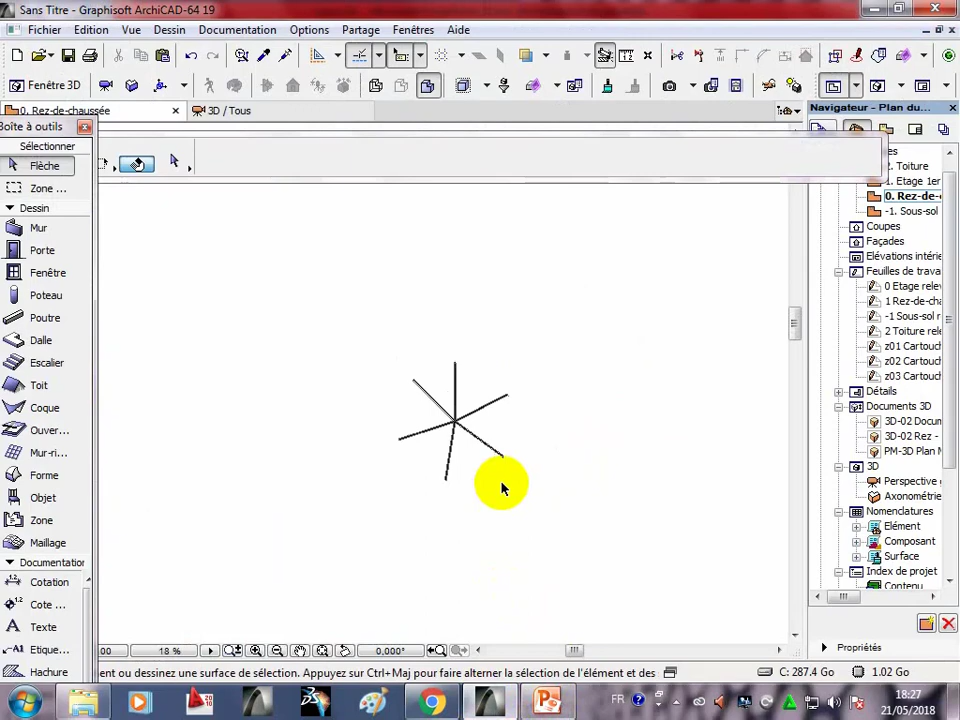 Sans Titre - Graphisoft ArchiCAD-64 19
Fichier Edition Vue Dessin Documentation Options Partage Fenêtres Aide
Fenêtre 3D
0. Rez-de-chaussée
3D / Tous
Navigateur - Plan du...
Boîte à outils
Sélectionner
Flèche
Zone ...
Dessin
Mur
Porte
Fenêtre
Poteau
Poutre
Dalle
Escalier
Toit
Coque
Ouver...
Mur-ri...
Forme
Objet
Zone
Maillage
Documentation
Cotation
Cote ...
Texte
Etique...
Hachure
es
2. Toiture
1. Etage 1er
0. Rez-de-c
-1. Sous-sol
Coupes
Façades
Elévations intérie
Feuilles de trava
0 Etage relev
1 Rez-de-cha
-1 Sous-sol r
2 Toiture rele
z01 Cartouch
z02 Cartouch
z03 Cartouch
Détails
Documents 3D
3D-02 Docum
3D-02 Rez -
PM-3D Plan M
3D
Perspective g
Axonométrie
Nomenclatures
Elément
Composant
Surface
Index de projet
Contenu
Propriétés
00
18 %
0,000°
ent ou dessinez une surface de sélection. Appuyez sur Ctrl+Maj pour faire alterner la sélection de l'élément et des
C: 287.4 Go
1.02 Go
FR
18:27
21/05/2018